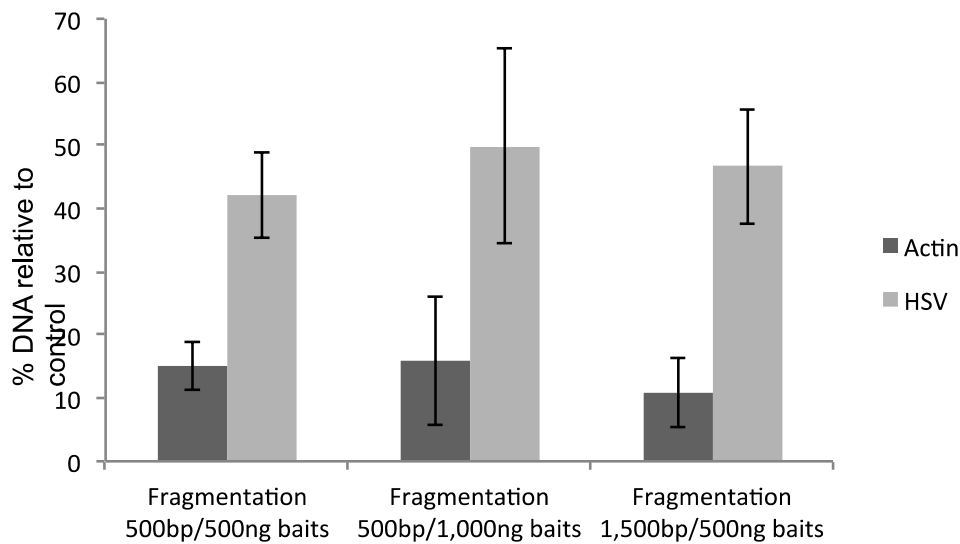 70
60
50
40
30
20
10
0
% DNA relative to
control
Fragmentation
500bp/500ng baits
Fragmentation
500bp/1,000ng baits
Fragmentation
1,500bp/500ng baits
Actin
HSV